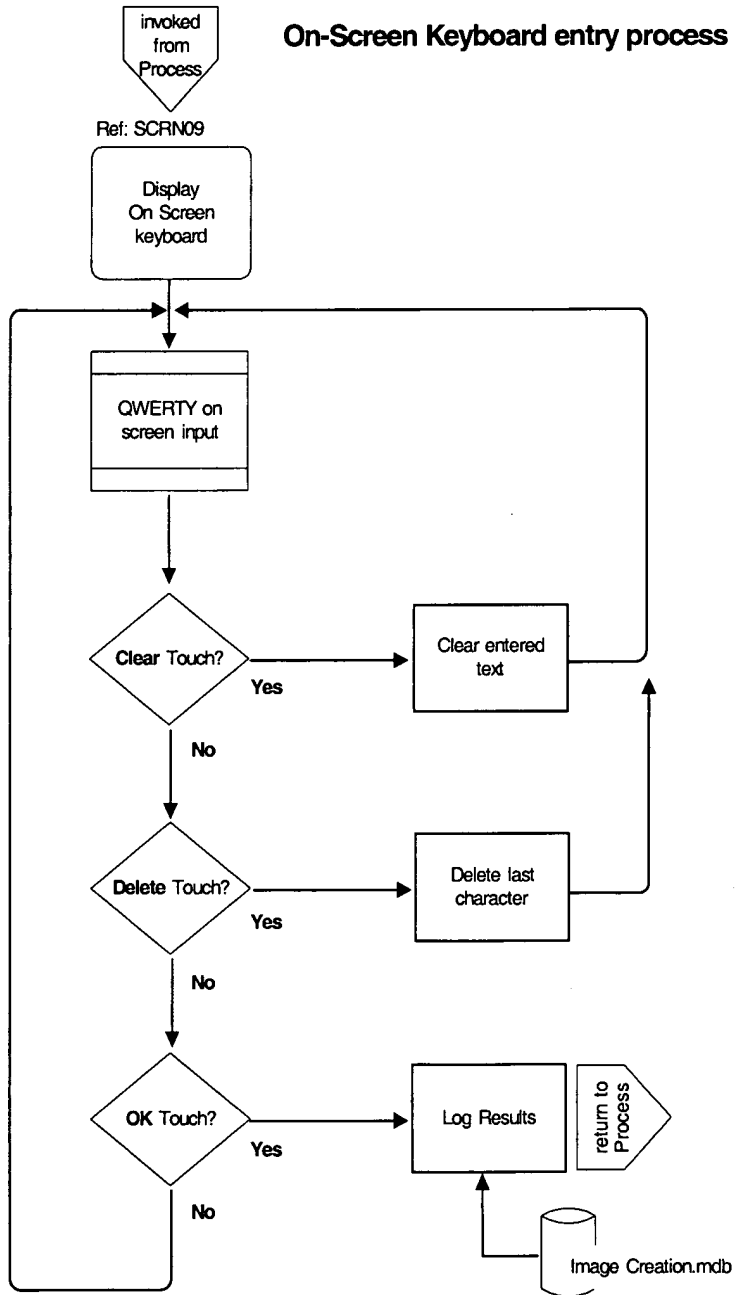 On-Screen Keyboard entry process
invoked
from
Process
Ref: SCRN09
Display
On Screen
keyboard
QWERTY on
screen input
Clear Touch?
Yes
Clear entered
text
No
Delete Touch?
Yes
Delete last
character
No
OK Touch?
Yes
Log Results
return to
Process
No
Image Creation.mdb